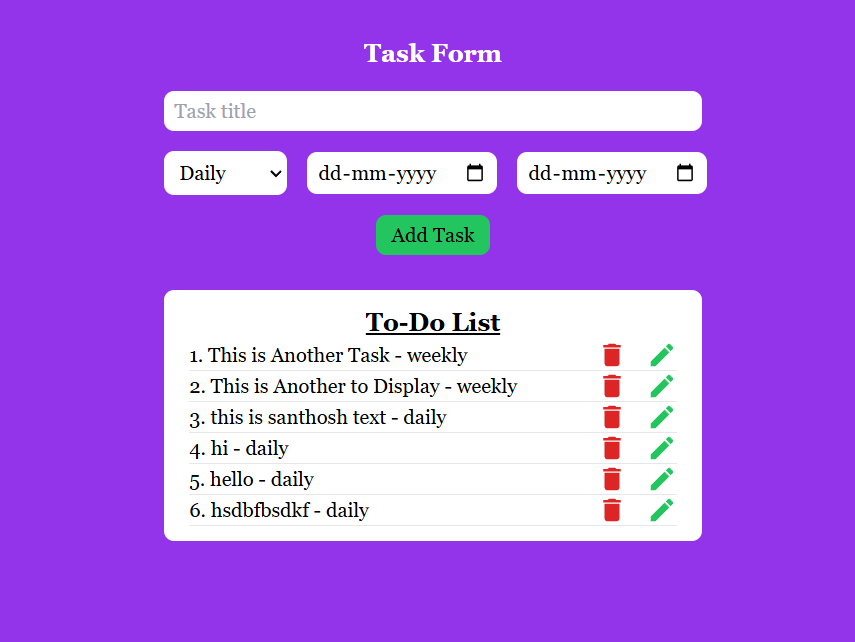 Task Form
Task title
Daily dd-mm-yyyy dd-mm-yyyy
Add Task
To-Do List
1. This is Another Task - weekly
2. This is Another to Display - weekly
3. this is santhosh text - daily
4. hi - daily
5. hello - daily
6. hsdbfbsdkf - daily